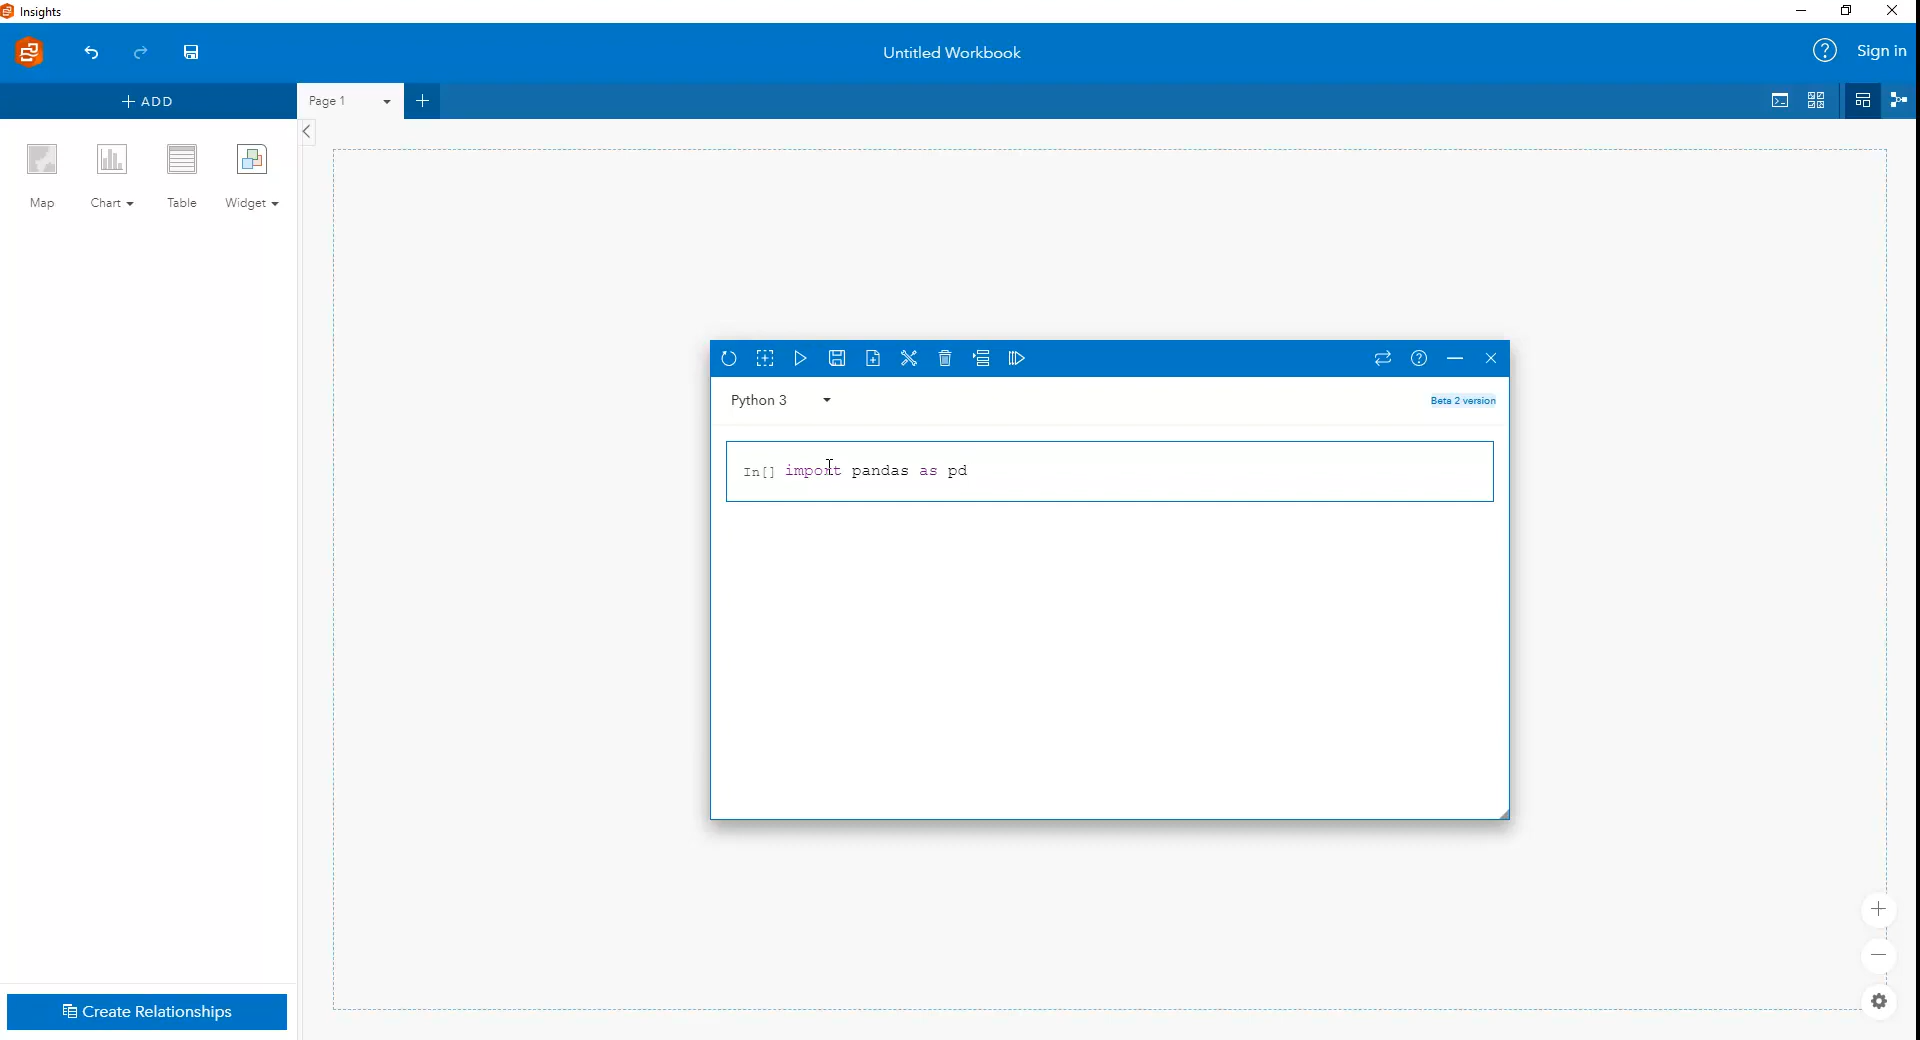 Insights
Untitled Workbook
Sign in
ADD
Page 1
Map
Chart
Table
Widget
Python 3
Beta 2 version
In[] import pandas as pd
Create Relationships